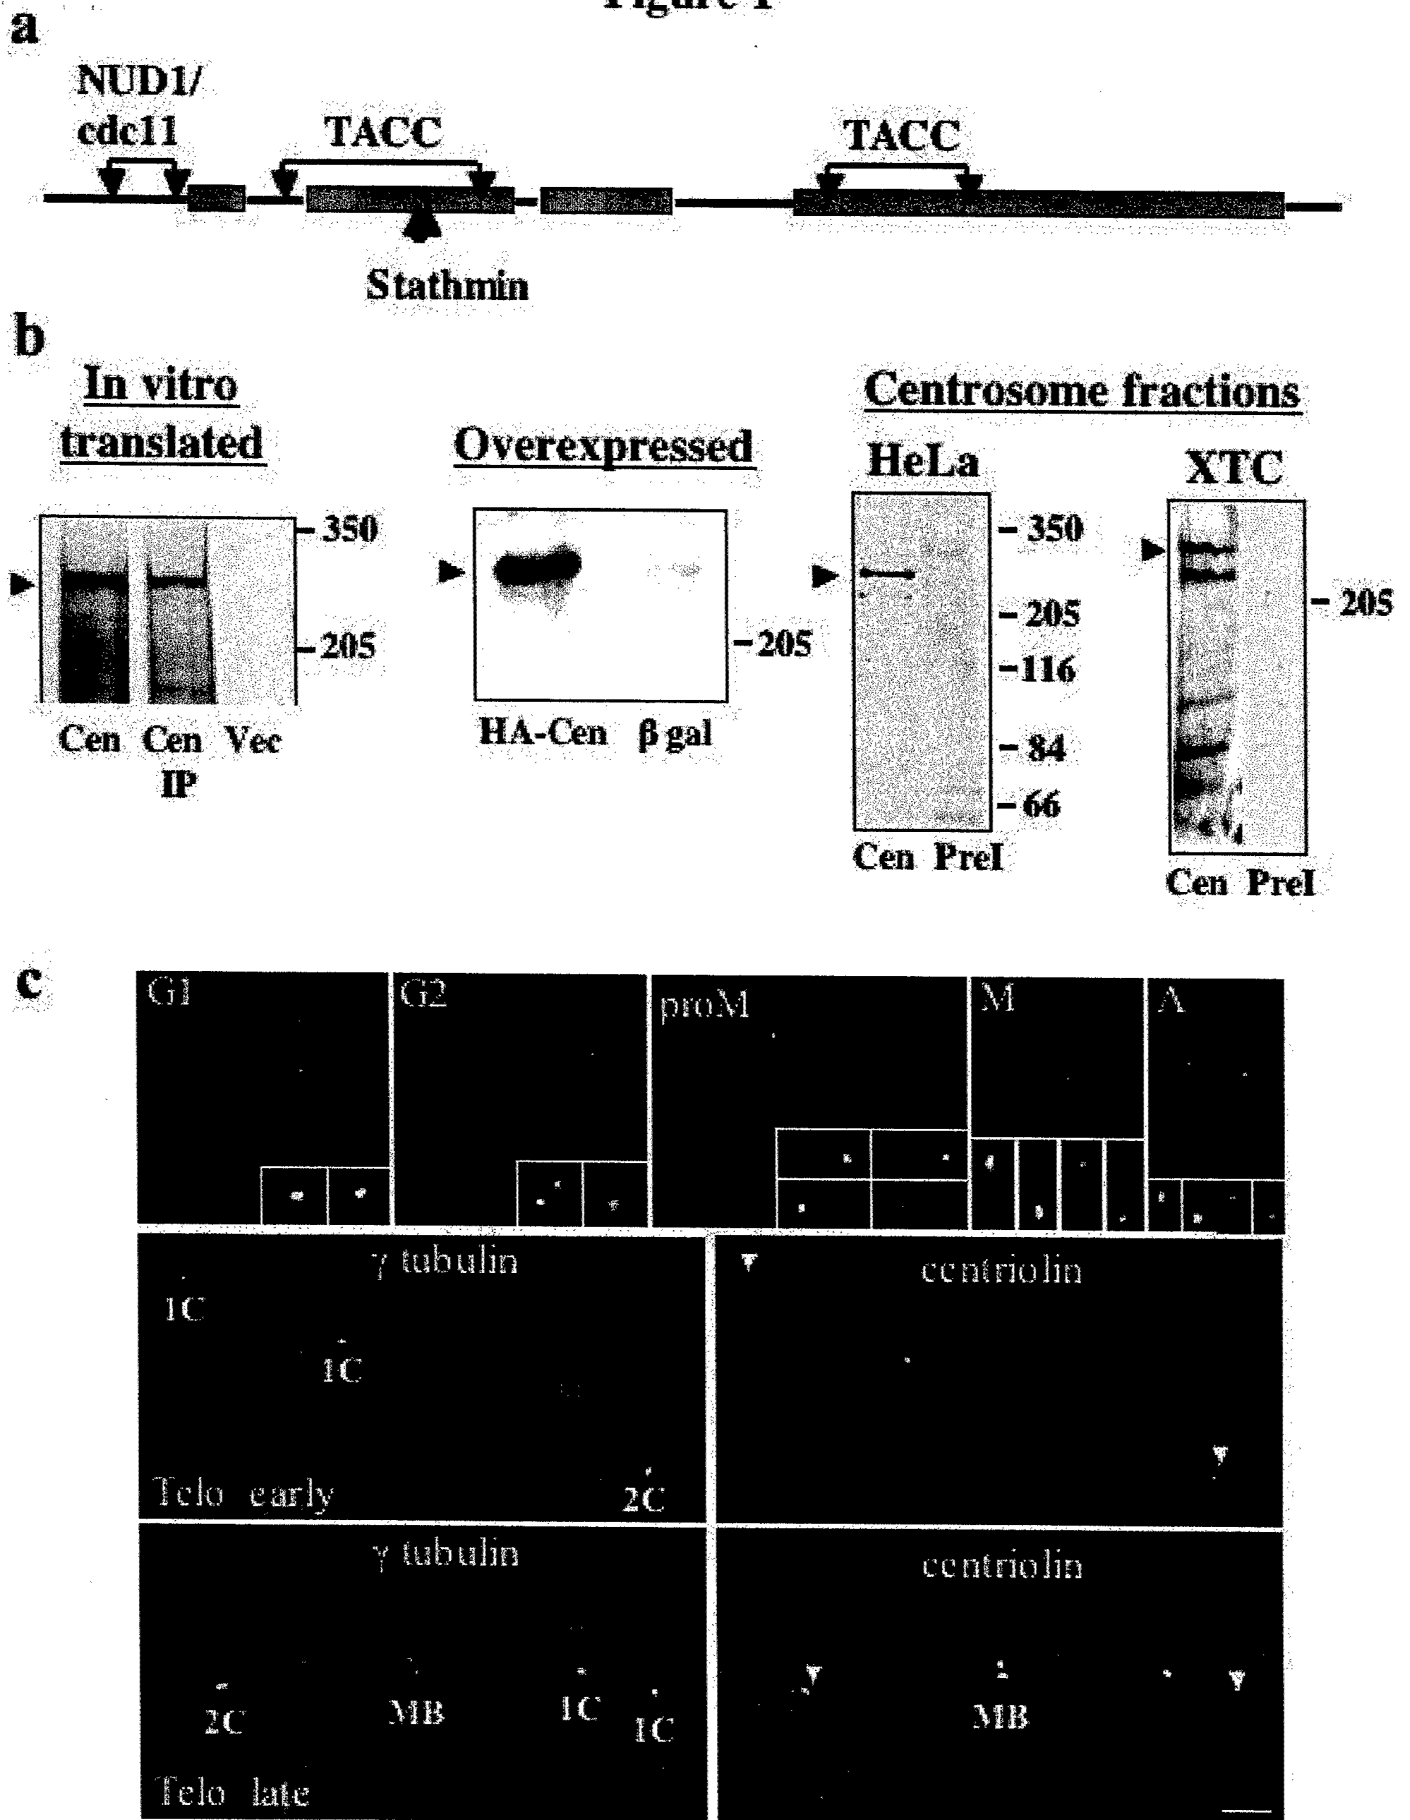 Figure 1
a
NUD1/
cdc11
TACC
TACC
Stathmin
b
In vitro
translated
Overexpressed
Centrosome fractions
HeLa
XTC
350
205
Cen Cen Vec
IP
205
HA-Cen β gal
350
205
116
84
66
Cen PreI
205
Cen PreI
c
G1
G2
proM
M
A
γ tubulin
1C
1C
2C
Telo early
centriolin
γ tubulin
2C
MB
1C
1C
Telo late
centriolin
MB